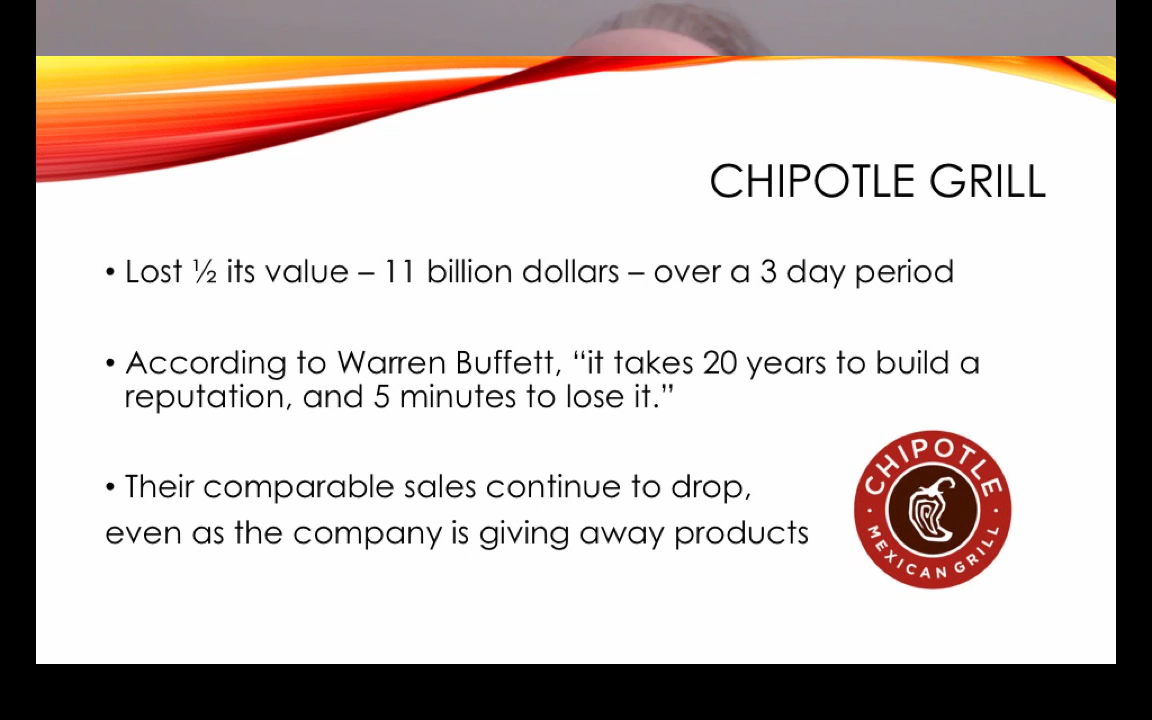 CHIPOTLE GRILL
• Lost ½ its value – 11 billion dollars – over a 3 day period
• According to Warren Buffett, “it takes 20 years to build a
reputation, and 5 minutes to lose it.”
• Their comparable sales continue to drop,
even as the company is giving away products
CHIPOTLE
MEXICAN GRILL